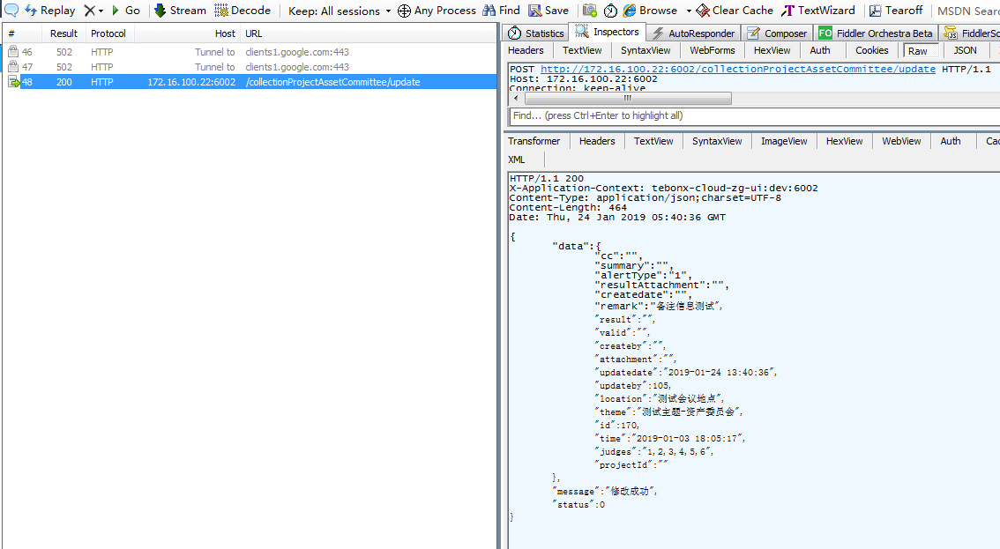 Replay Go Stream Decode Keep: All sessions Any Process Find Save Browse Clear Cache TextWizard Tearoff MSDN Sear
# Result Protocol Host URL
46 502 HTTP Tunnel to clients1.google.com:443
47 502 HTTP Tunnel to clients1.google.com:443
48 200 HTTP 172.16.100.22:6002 /collectionProjectAssetCommittee/update
Statistics Inspectors AutoResponder Composer FO Fiddler Orchestra Beta FiddlerSc
Headers TextView SyntaxView WebForms HexView Auth Cookies Raw JSON
POST http://172.16.100.22:6002/collectionProjectAssetCommittee/update HTTP/1.1
Host: 172.16.100.22:6002
Connection: keep-alive
Find... (press Ctrl+Enter to highlight all)
Transformer Headers TextView SyntaxView ImageView HexView WebView Auth Cac
XML
HTTP/1.1 200
X-Application-Context: tebonx-cloud-zg-ui:dev:6002
Content-Type: application/json;charset=UTF-8
Content-Length: 464
Date: Thu, 24 Jan 2019 05:40:36 GMT
{
"data":{
"cc":"",
"summary":"",
"alertType":"1",
"resultAttachment":"",
"createdate":"",
"remark":"备注信息测试",
"result":"",
"valid":"",
"createby":"",
"attachment":"",
"updatedate":"2019-01-24 13:40:36",
"updateby":105,
"location":"测试会议地点",
"theme":"测试主题-资产委员会",
"id":170,
"time":"2019-01-03 18:05:17",
"judges":"1,2,3,4,5,6",
"projectId":""
},
"message":"修改成功",
"status":0
}